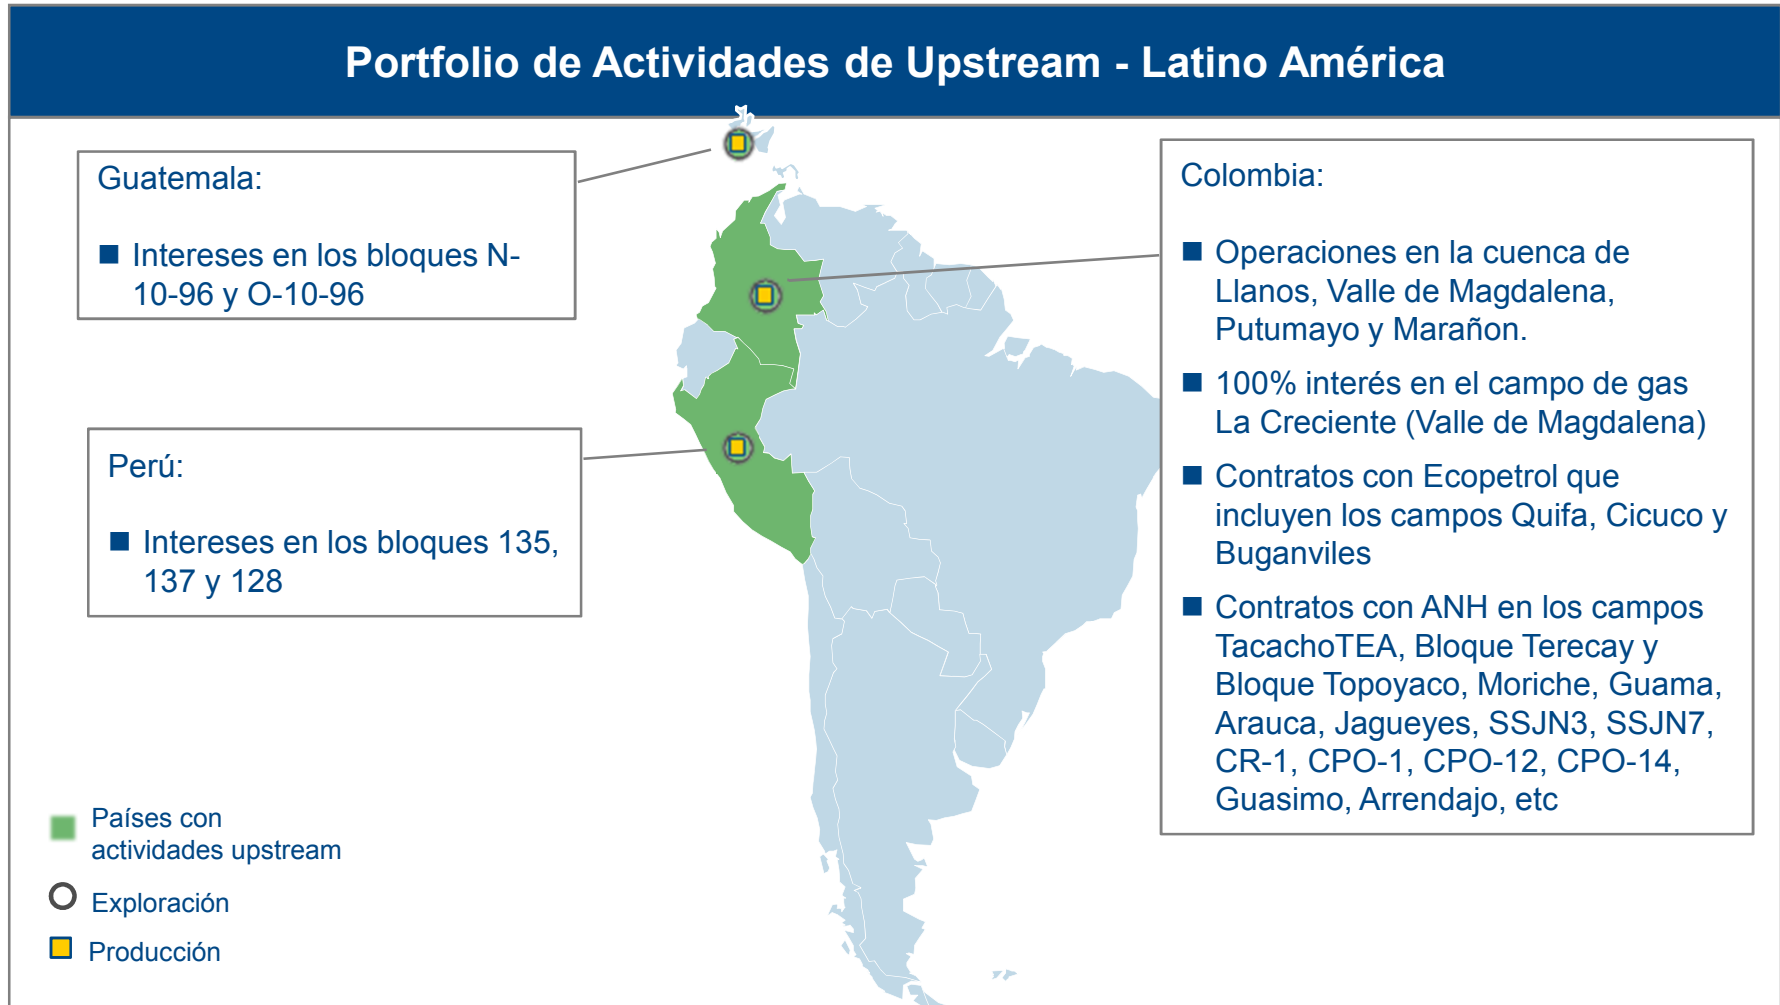 Portfolio de Actividades de Upstream - Latino América
Guatemala:
■ Intereses en los bloques N-
10-96 y O-10-96
Perú:
■ Intereses en los bloques 135,
137 y 128
Colombia:
■ Operaciones en la cuenca de
Llanos, Valle de Magdalena,
Putumayo y Marañon.
■ 100% interés en el campo de gas
La Creciente (Valle de Magdalena)
■ Contratos con Ecopetrol que
incluyen los campos Quifa, Cicuco y
Buganviles
■ Contratos con ANH en los campos
TacachoTEA, Bloque Terecay y
Bloque Topoyaco, Moriche, Guama,
Arauca, Jagueyes, SSJN3, SSJN7,
CR-1, CPO-1, CPO-12, CPO-14,
Guasimo, Arrendajo, etc
Países con
actividades upstream
Exploración
Producción